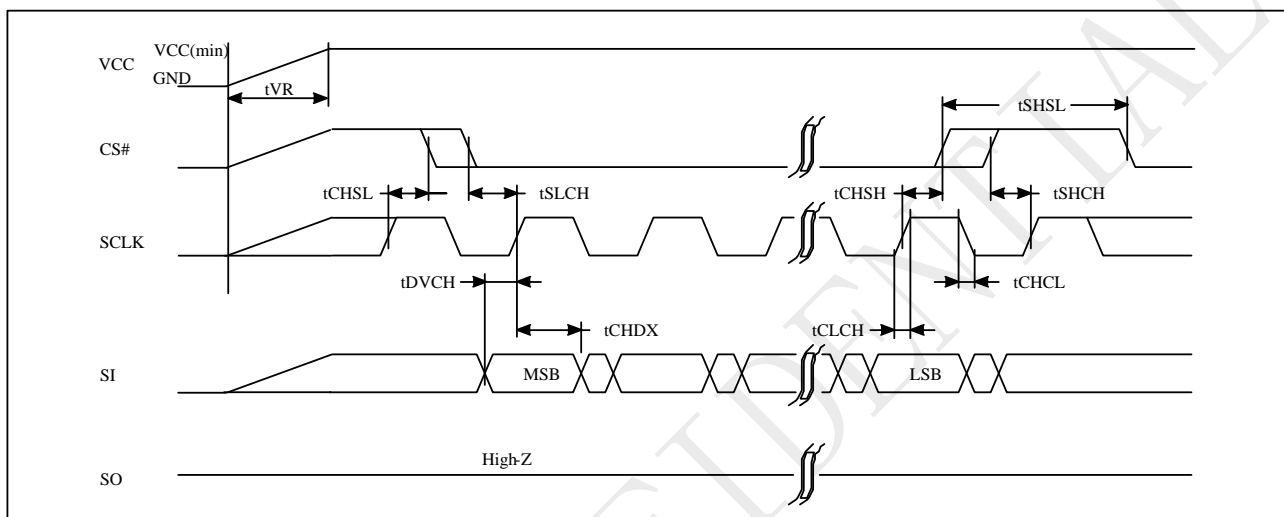 VCC VCC(min)
GND
tVR
tSHSL
CS#
tCHSL tSLCH tCHSH tSHCH
SCLK
tDVCH tCHCL
tCHDX tCLCH
SI MSB LSB
High-Z
SO